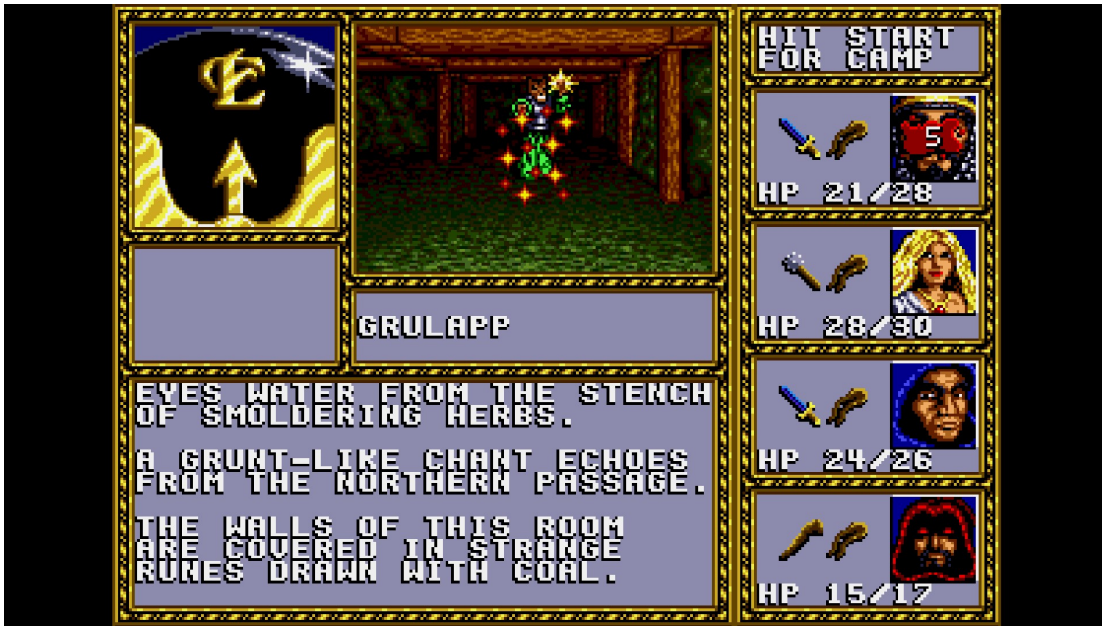 E
GRULAPP
EYES WATER FROM THE STENCH
OF SMOLDERING HERBS.
A GRUNT-LIKE CHANT ECHOES
FROM THE NORTHERN PASSAGE.
THE WALLS OF THIS ROOM
ARE COVERED IN STRANGE
RUNES DRAWN WITH COAL.
HIT START
FOR CAMP
5
HP 21/28
HP 28/30
HP 24/26
HP 15/17